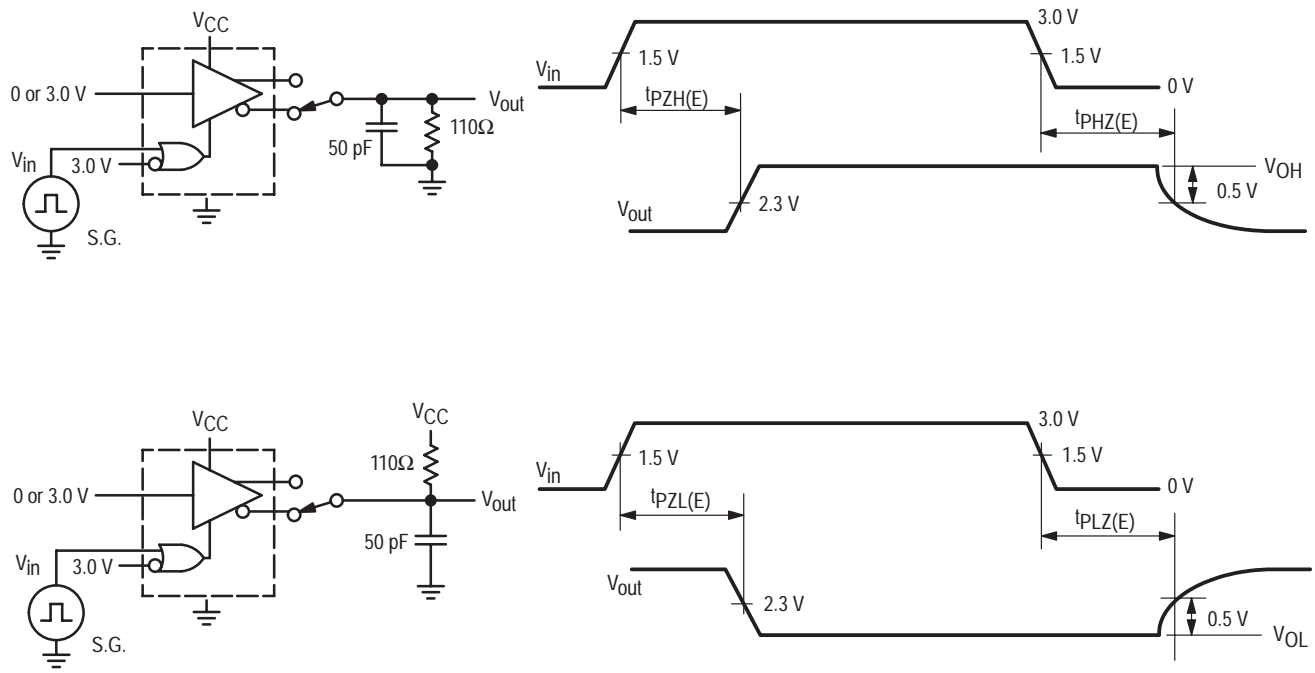 VCC
0 or 3.0 V
Vin
3.0 V
S.G.
50 pF
110Ω
Vout
Vin
1.5 V
3.0 V
1.5 V
0 V
tPZH(E)
tPHZ(E)
Vout
2.3 V
VOH
0.5 V
VCC
VCC
110Ω
0 or 3.0 V
Vout
50 pF
Vin
3.0 V
S.G.
Vin
1.5 V
3.0 V
1.5 V
0 V
tPZL(E)
tPLZ(E)
Vout
2.3 V
0.5 V
VOL